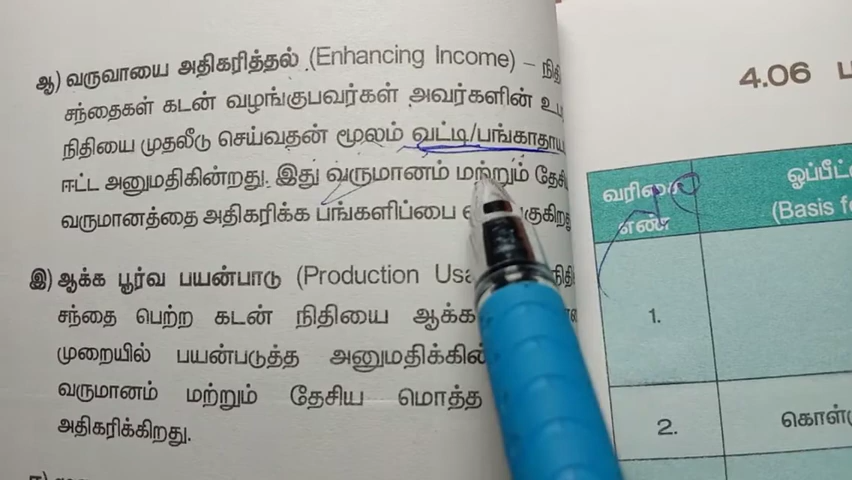 ஆ) வருவாயை அதிகரித்தல் (Enhancing Income) – நிதி
சந்தைகள் கடன் வழங்குபவர்கள் அவர்களின் உப
நிதியை முதலீடு செய்வதன் மூலம் வட்டி/பங்காதாய
ஈட்ட அனுமதிகின்றது. இது வருமானம் மற்றும் தேசி
வருமானத்தை அதிகரிக்க பங்களிப்பை
இ) ஆக்க பூர்வ பயன்பாடு (Production Usa
சந்தை பெற்ற கடன் நிதியை ஆக்க
முறையில் பயன்படுத்த அனுமதிக்கின்
வருமானம் மற்றும் தேசிய மொத்த
அதிகரிக்கிறது.
4.06
வரிசை எண்
ஒப்பீட்
(Basis fo
1.
2. கொள்